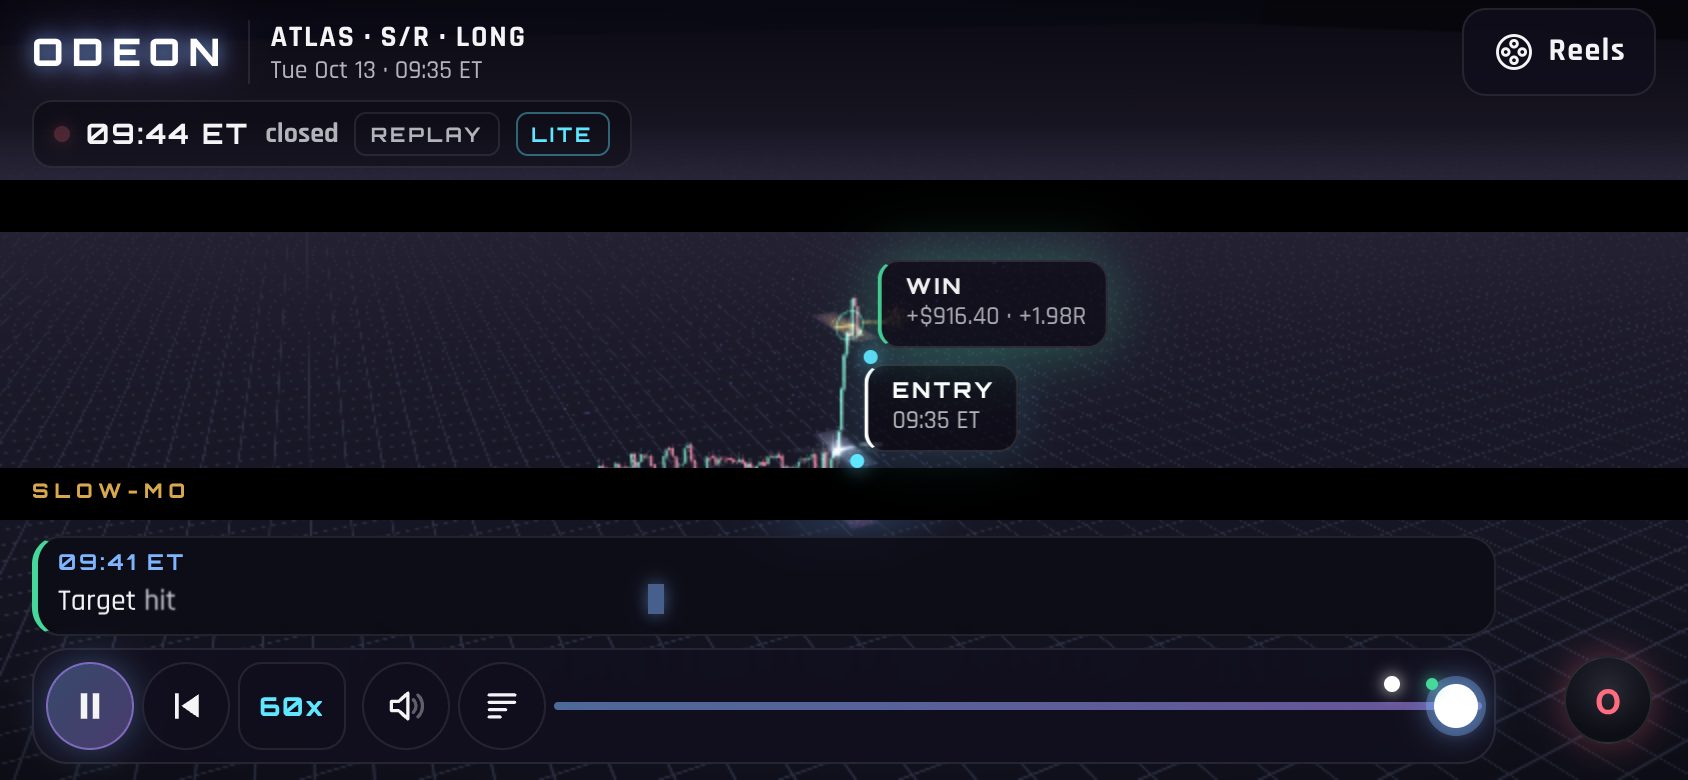 ODEON
ATLAS · S/R · LONG
Tue Oct 13 · 09:35 ET
Reels
09:44 ET closed REPLAY LITE
WIN
+$916.40 · +1.98R
ENTRY
09:35 ET
SLOW-MO
09:41 ET
Target hit
60x
O